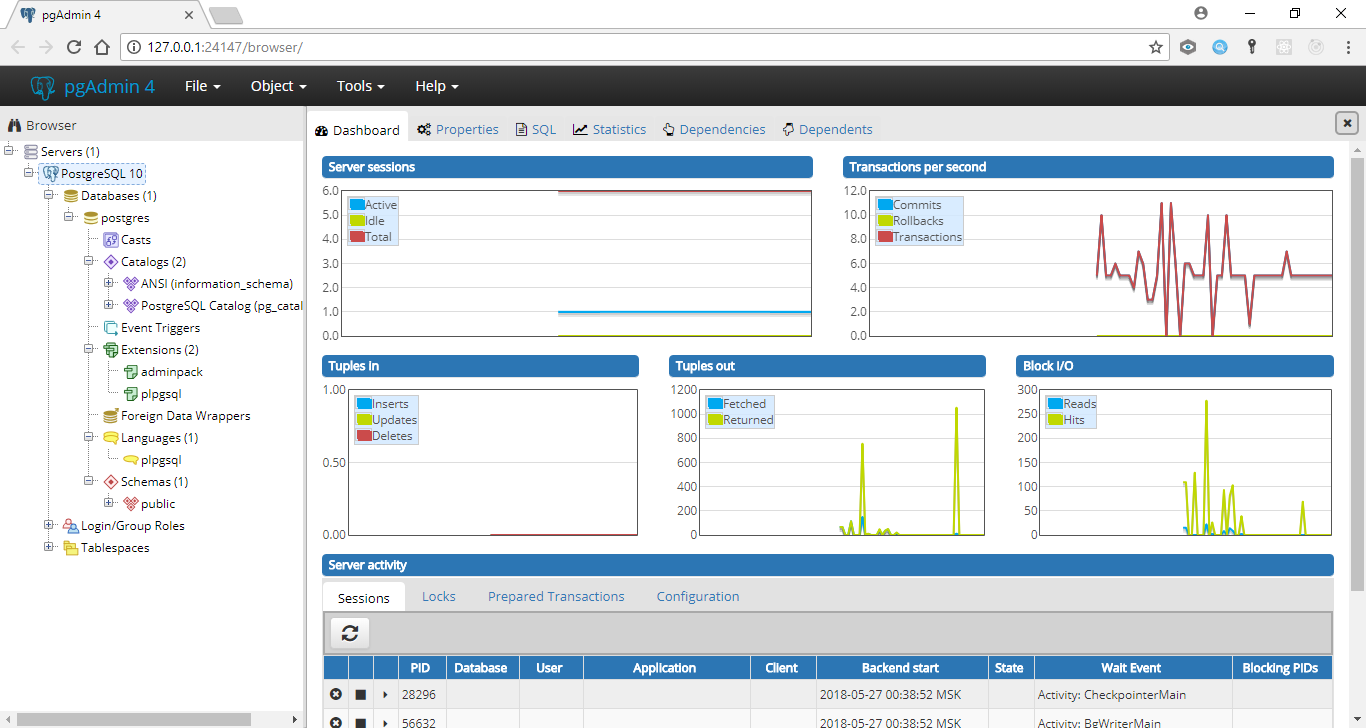 pgAdmin 4
127.0.0.1:24147/browser/
pgAdmin 4 File Object Tools Help
Browser
Servers (1)
PostgreSQL 10
Databases (1)
postgres
Casts
Catalogs (2)
ANSI (information_schema)
PostgreSQL Catalog (pg_catal
Event Triggers
Extensions (2)
adminpack
plpgsql
Foreign Data Wrappers
Languages (1)
plpgsql
Schemas (1)
public
Login/Group Roles
Tablespaces
Dashboard Properties SQL Statistics Dependencies Dependents
Server sessions
6.0
5.0
4.0
3.0
2.0
1.0
0.0
Active
Idle
Total
Transactions per second
12.0
10.0
8.0
6.0
4.0
2.0
0.0
Commits
Rollbacks
Transactions
Tuples in
1.00
0.50
0.00
Inserts
Updates
Deletes
Tuples out
1200
1000
800
600
400
200
0
Fetched
Returned
Block I/O
300
250
200
150
100
50
0
Reads
Hits
Server activity
Sessions Locks Prepared Transactions Configuration
PID Database User Application Client Backend start State Wait Event Blocking PIDs
28296 2018-05-27 00:38:52 MSK Activity: CheckpointerMain
56632 2018-05-27 00:38:52 MSK Activity: BgWriterMain